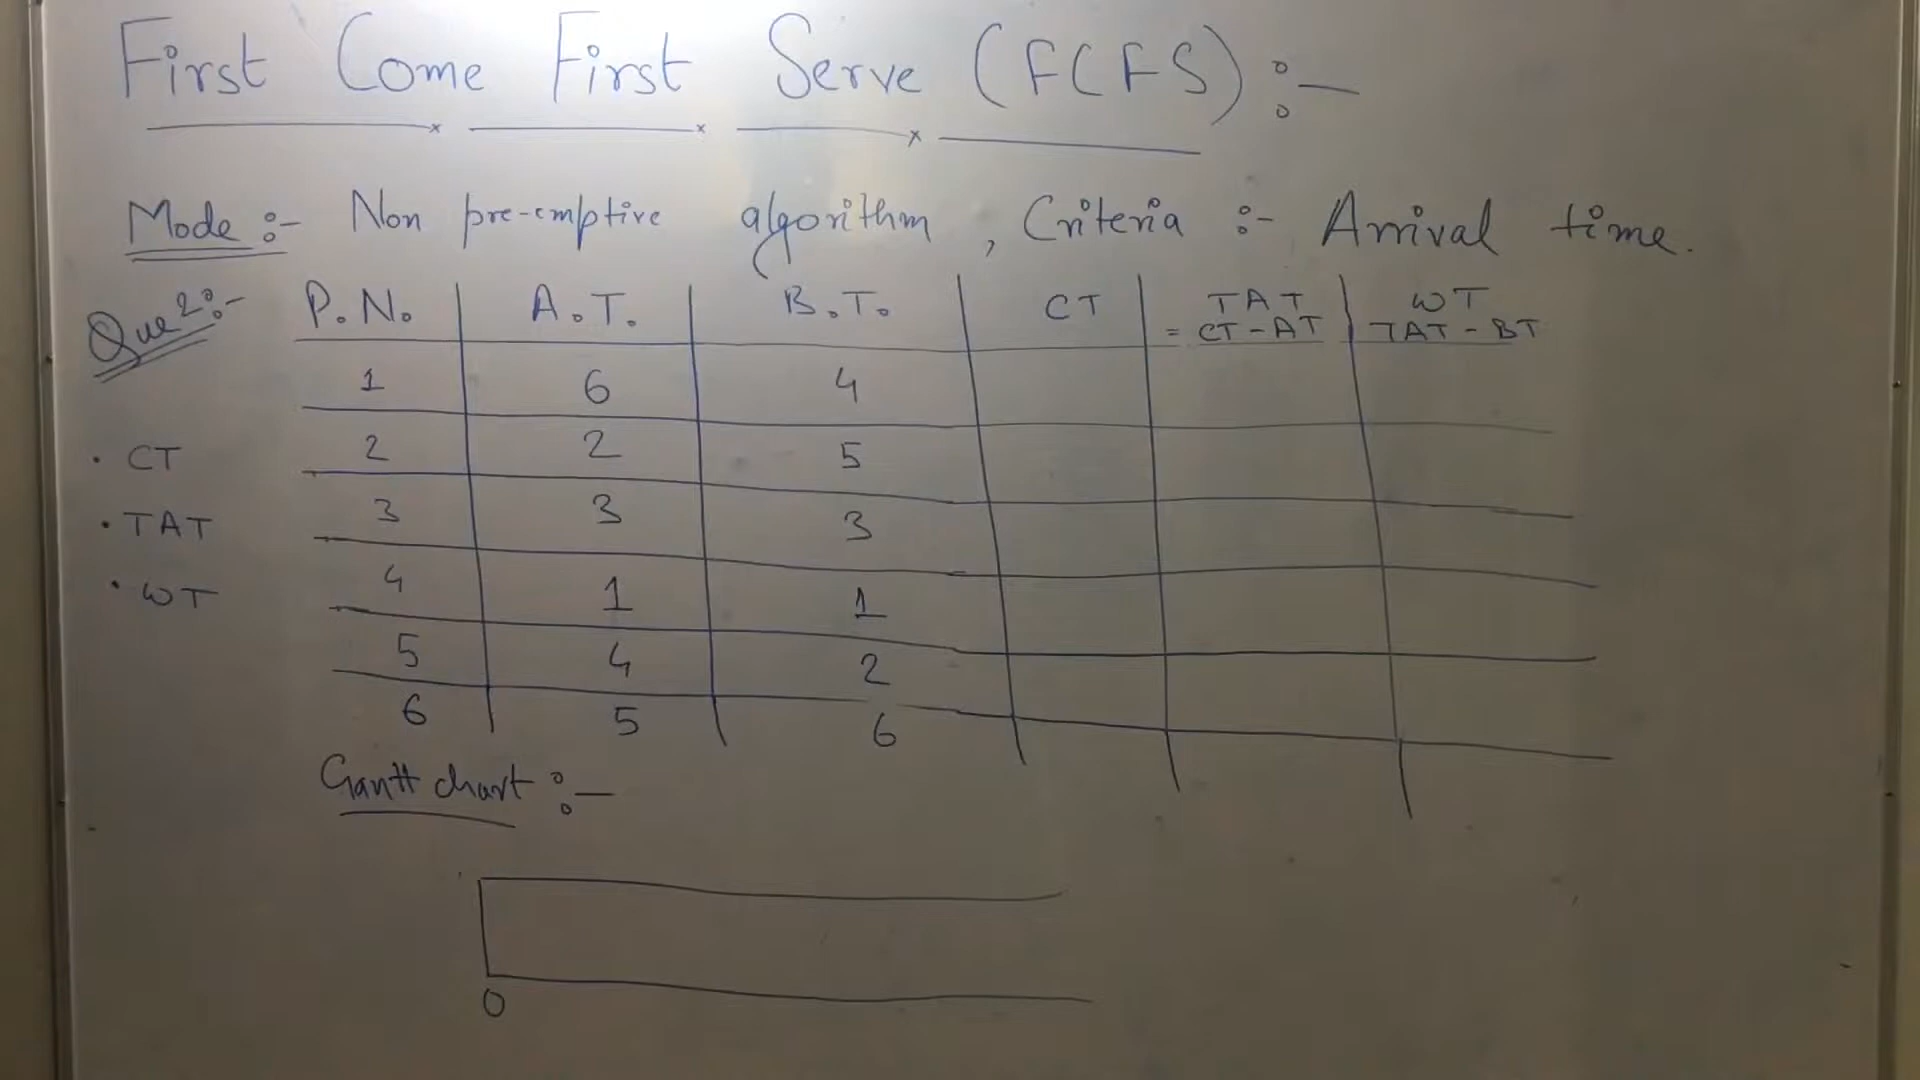 First Come First Serve (FCFS) :-
Mode :- Non pre-emptive algorithm, Criteria :- Arrival time.
Que 2:-
P.N. A.T. B.T. CT TAT = CT - AT WT TAT - BT
1 6 4
2 2 5
3 3 3
4 1 1
5 4 2
6 5 6
• CT
• TAT
• WT
Gantt chart :-
0